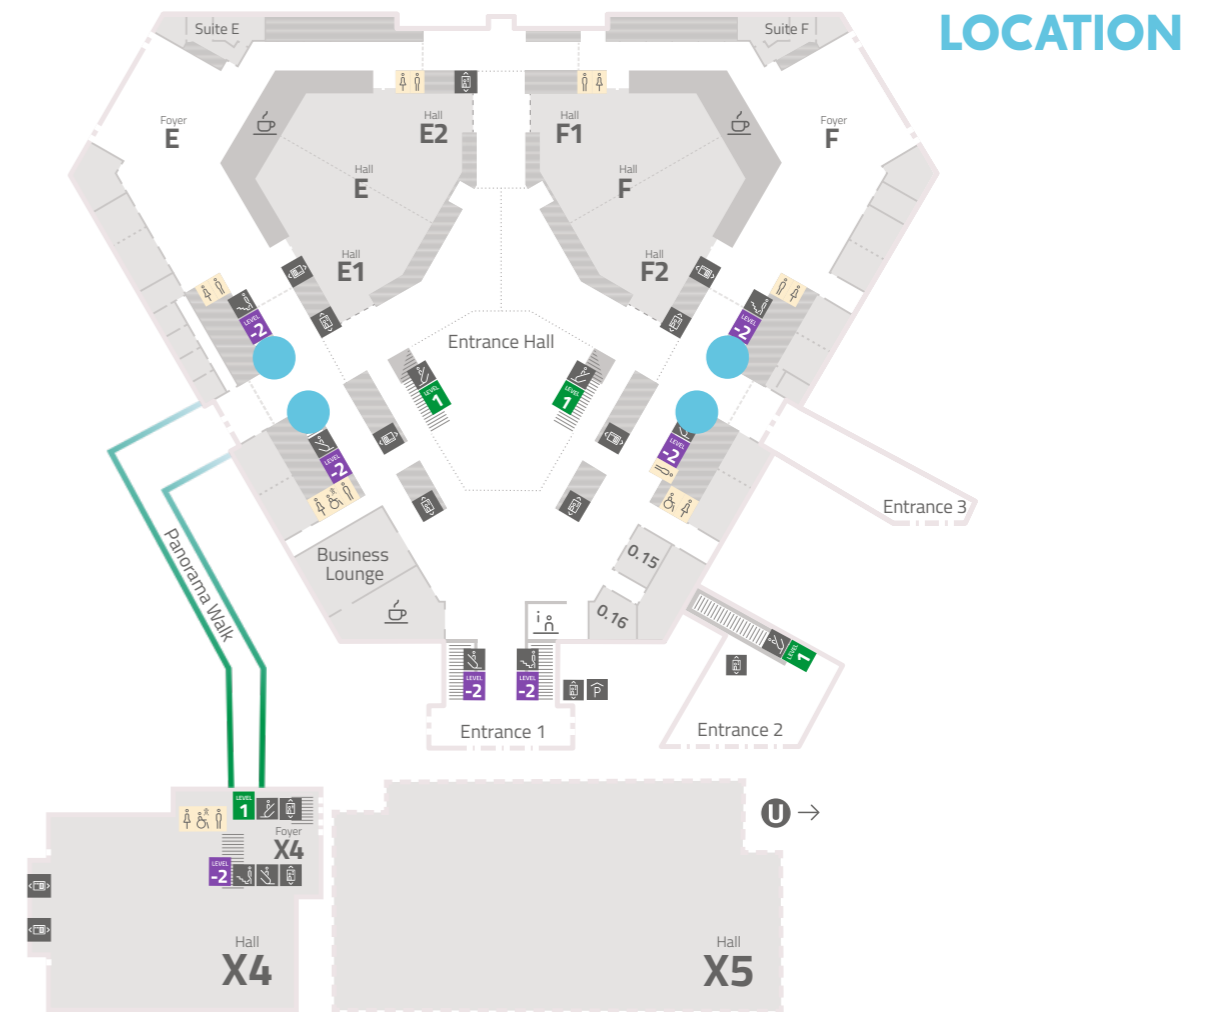 LOCATION
Suite E
Suite F
Foyer
E
Hall
E2
Hall
F1
Foyer
F
Hall
E
Hall
F
Hall
E1
Hall
F2
LEVEL
-2
LEVEL
-2
Entrance Hall
LEVEL
1
LEVEL
1
LEVEL
-2
LEVEL
-2
Entrance 3
Panorama Walk
Business
Lounge
0.15
0.16
i
LEVEL
1
LEVEL
-2
LEVEL
-2
P
Entrance 1
Entrance 2
LEVEL
1
U
Foyer
X4
LEVEL
-2
Hall
X4
Hall
X5